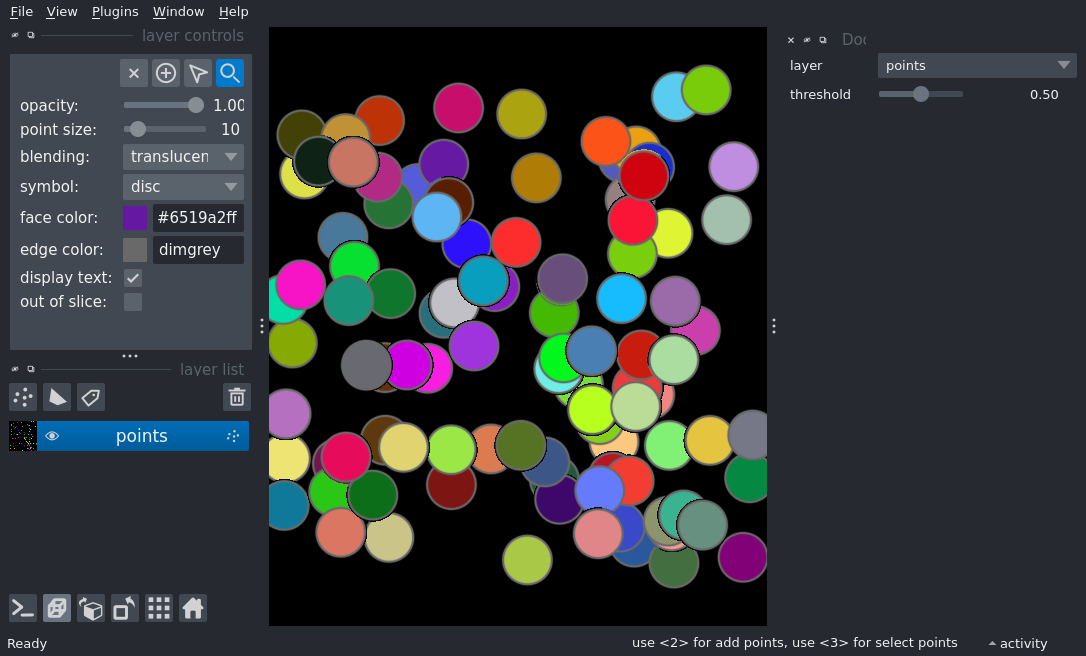 File View Plugins Window Help
layer controls
opacity: 1.00
point size: 10
blending: translucen
symbol: disc
face color: #6519a2ff
edge color: dimgrey
display text:
out of slice:
layer list
points
Doc
layer points
threshold 0.50
Ready
use <2> for add points, use <3> for select points
activity